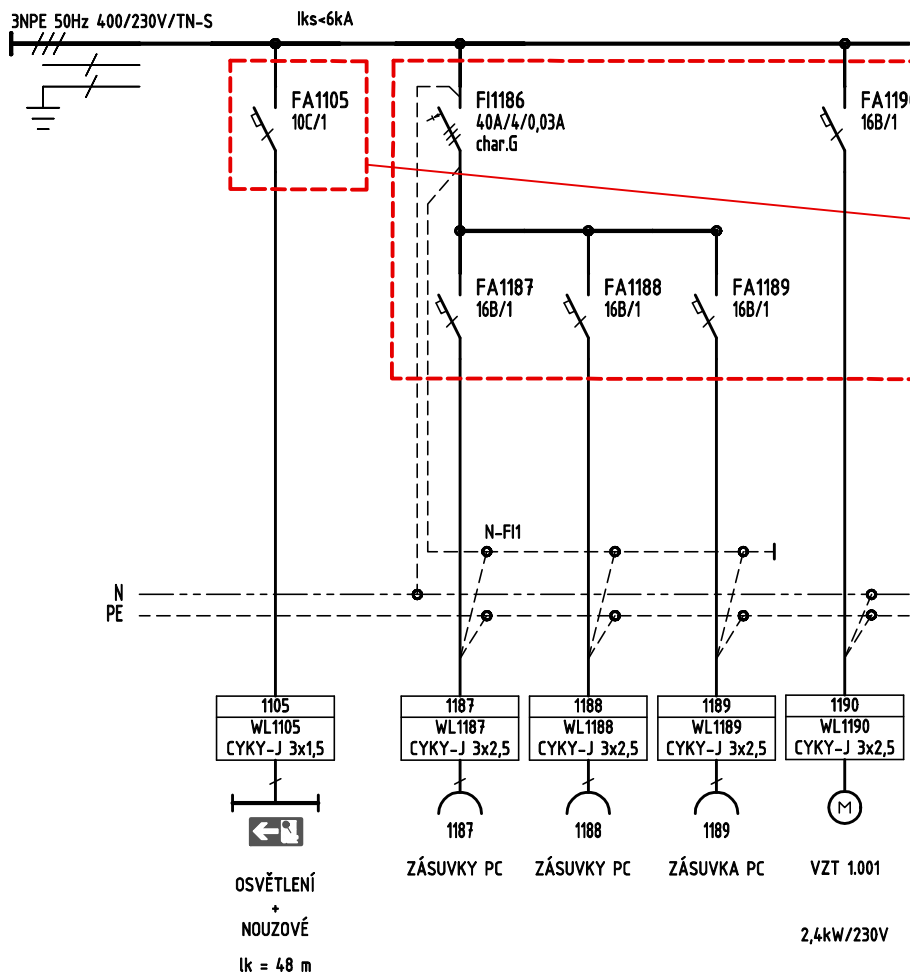 3NPE 50Hz 400/230V/TN-S
Iks<6kA
FA1105
10C/1
FI1186
40A/4/0,03A
char.G
FA1190
16B/1
FA1187
16B/1
FA1188
16B/1
FA1189
16B/1
N-FI1
N
PE
1105
WL1105
CYKY-J 3x1,5
1187
WL1187
CYKY-J 3x2,5
1188
WL1188
CYKY-J 3x2,5
1189
WL1189
CYKY-J 3x2,5
1190
WL1190
CYKY-J 3x2,5
M
1187
1188
1189
ZÁSUVKY PC
ZÁSUVKY PC
ZÁSUVKA PC
VZT 1.001
OSVĚTLENÍ
+
NOUZOVÉ
2,4kW/230V
lk = 48 m